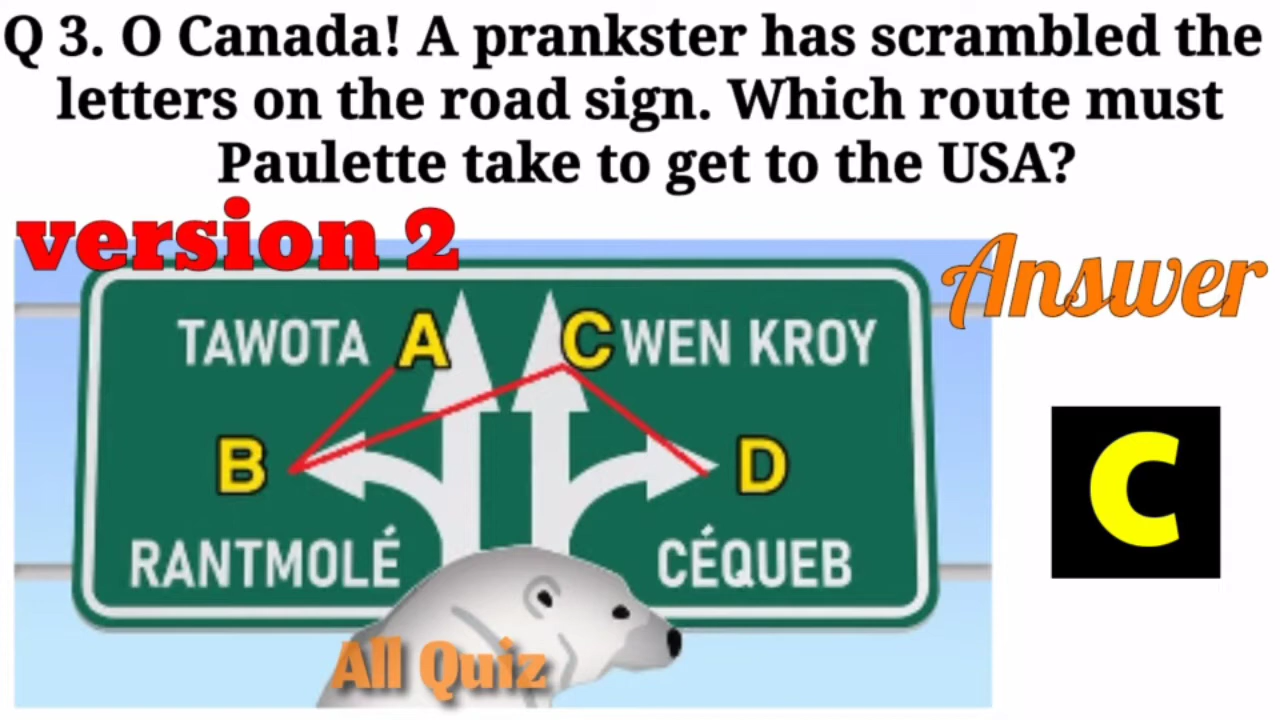 Q 3. O Canada! A prankster has scrambled the
letters on the road sign. Which route must
Paulette take to get to the USA?
version 2
Answer
TAWOTA A C WEN KROY
B D
C
RANTMOLÉ CÉQUEB
All Quiz